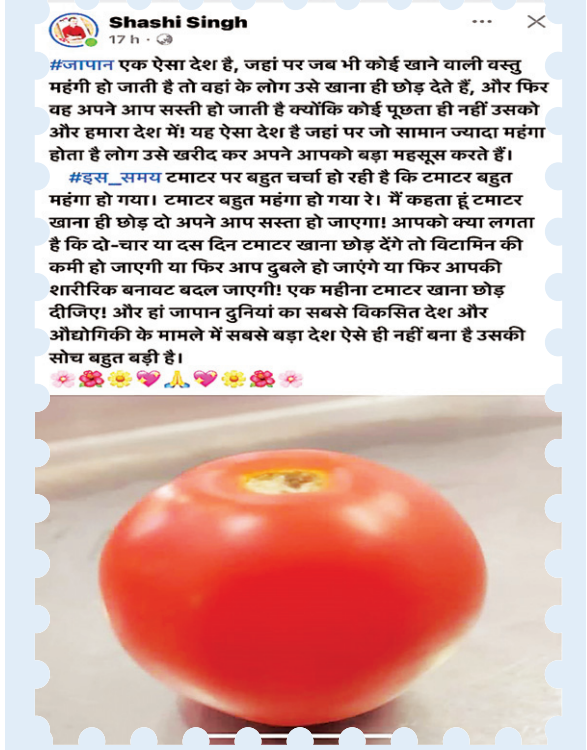 Shashi Singh
17 h ·
#जापान एक ऐसा देश है, जहां पर जब भी कोई खाने वाली वस्तु
महंगी हो जाती है तो वहां के लोग उसे खाना ही छोड़ देते हैं, और फिर
वह अपने आप सस्ती हो जाती है क्योंकि कोई पूछता ही नहीं उसको
और हमारा देश में! यह ऐसा देश है जहां पर जो सामान ज्यादा महंगा
होता है लोग उसे खरीद कर अपने आपको बड़ा महसूस करते हैं।
#इस_समय टमाटर पर बहुत चर्चा हो रही है कि टमाटर बहुत
महंगा हो गया। टमाटर बहुत महंगा हो गया रे। मैं कहता हूं टमाटर
खाना ही छोड़ दो अपने आप सस्ता हो जाएगा! आपको क्या लगता
है कि दो-चार या दस दिन टमाटर खाना छोड़ देंगे तो विटामिन की
कमी हो जाएगी या फिर आप दुबले हो जाएंगे या फिर आपकी
शारीरिक बनावट बदल जाएगी! एक महीना टमाटर खाना छोड़
दीजिए! और हां जापान दुनियां का सबसे विकसित देश और
औद्योगिकी के मामले में सबसे बड़ा देश ऐसे ही नहीं बना है उसकी
सोच बहुत बड़ी है।
🌸🌺🌼💖🙏💖🌼🌺🌸